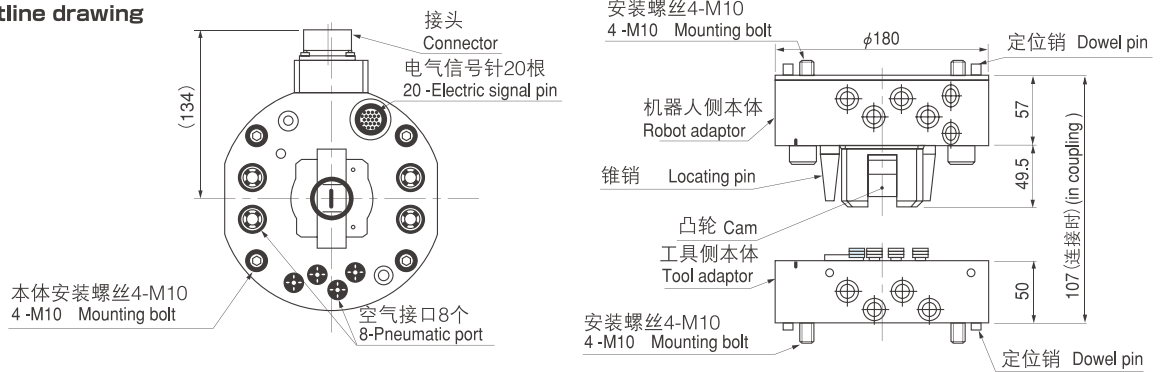 tline drawing
接头
Connector
电气信号针20根
20 -Electric signal pin
(134)
本体安装螺丝4-M10
4 -M10 Mounting bolt
空气接口8个
8-Pneumatic port
安装螺丝4-M10
4 -M10 Mounting bolt
φ180
定位销 Dowel pin
机器人侧本体
Robot adaptor
57
锥销 Locating pin
49.5
凸轮 Cam
工具侧本体
Tool adaptor
50
107 (连接时) (in coupling )
安装螺丝4-M10
4 -M10 Mounting bolt
定位销 Dowel pin